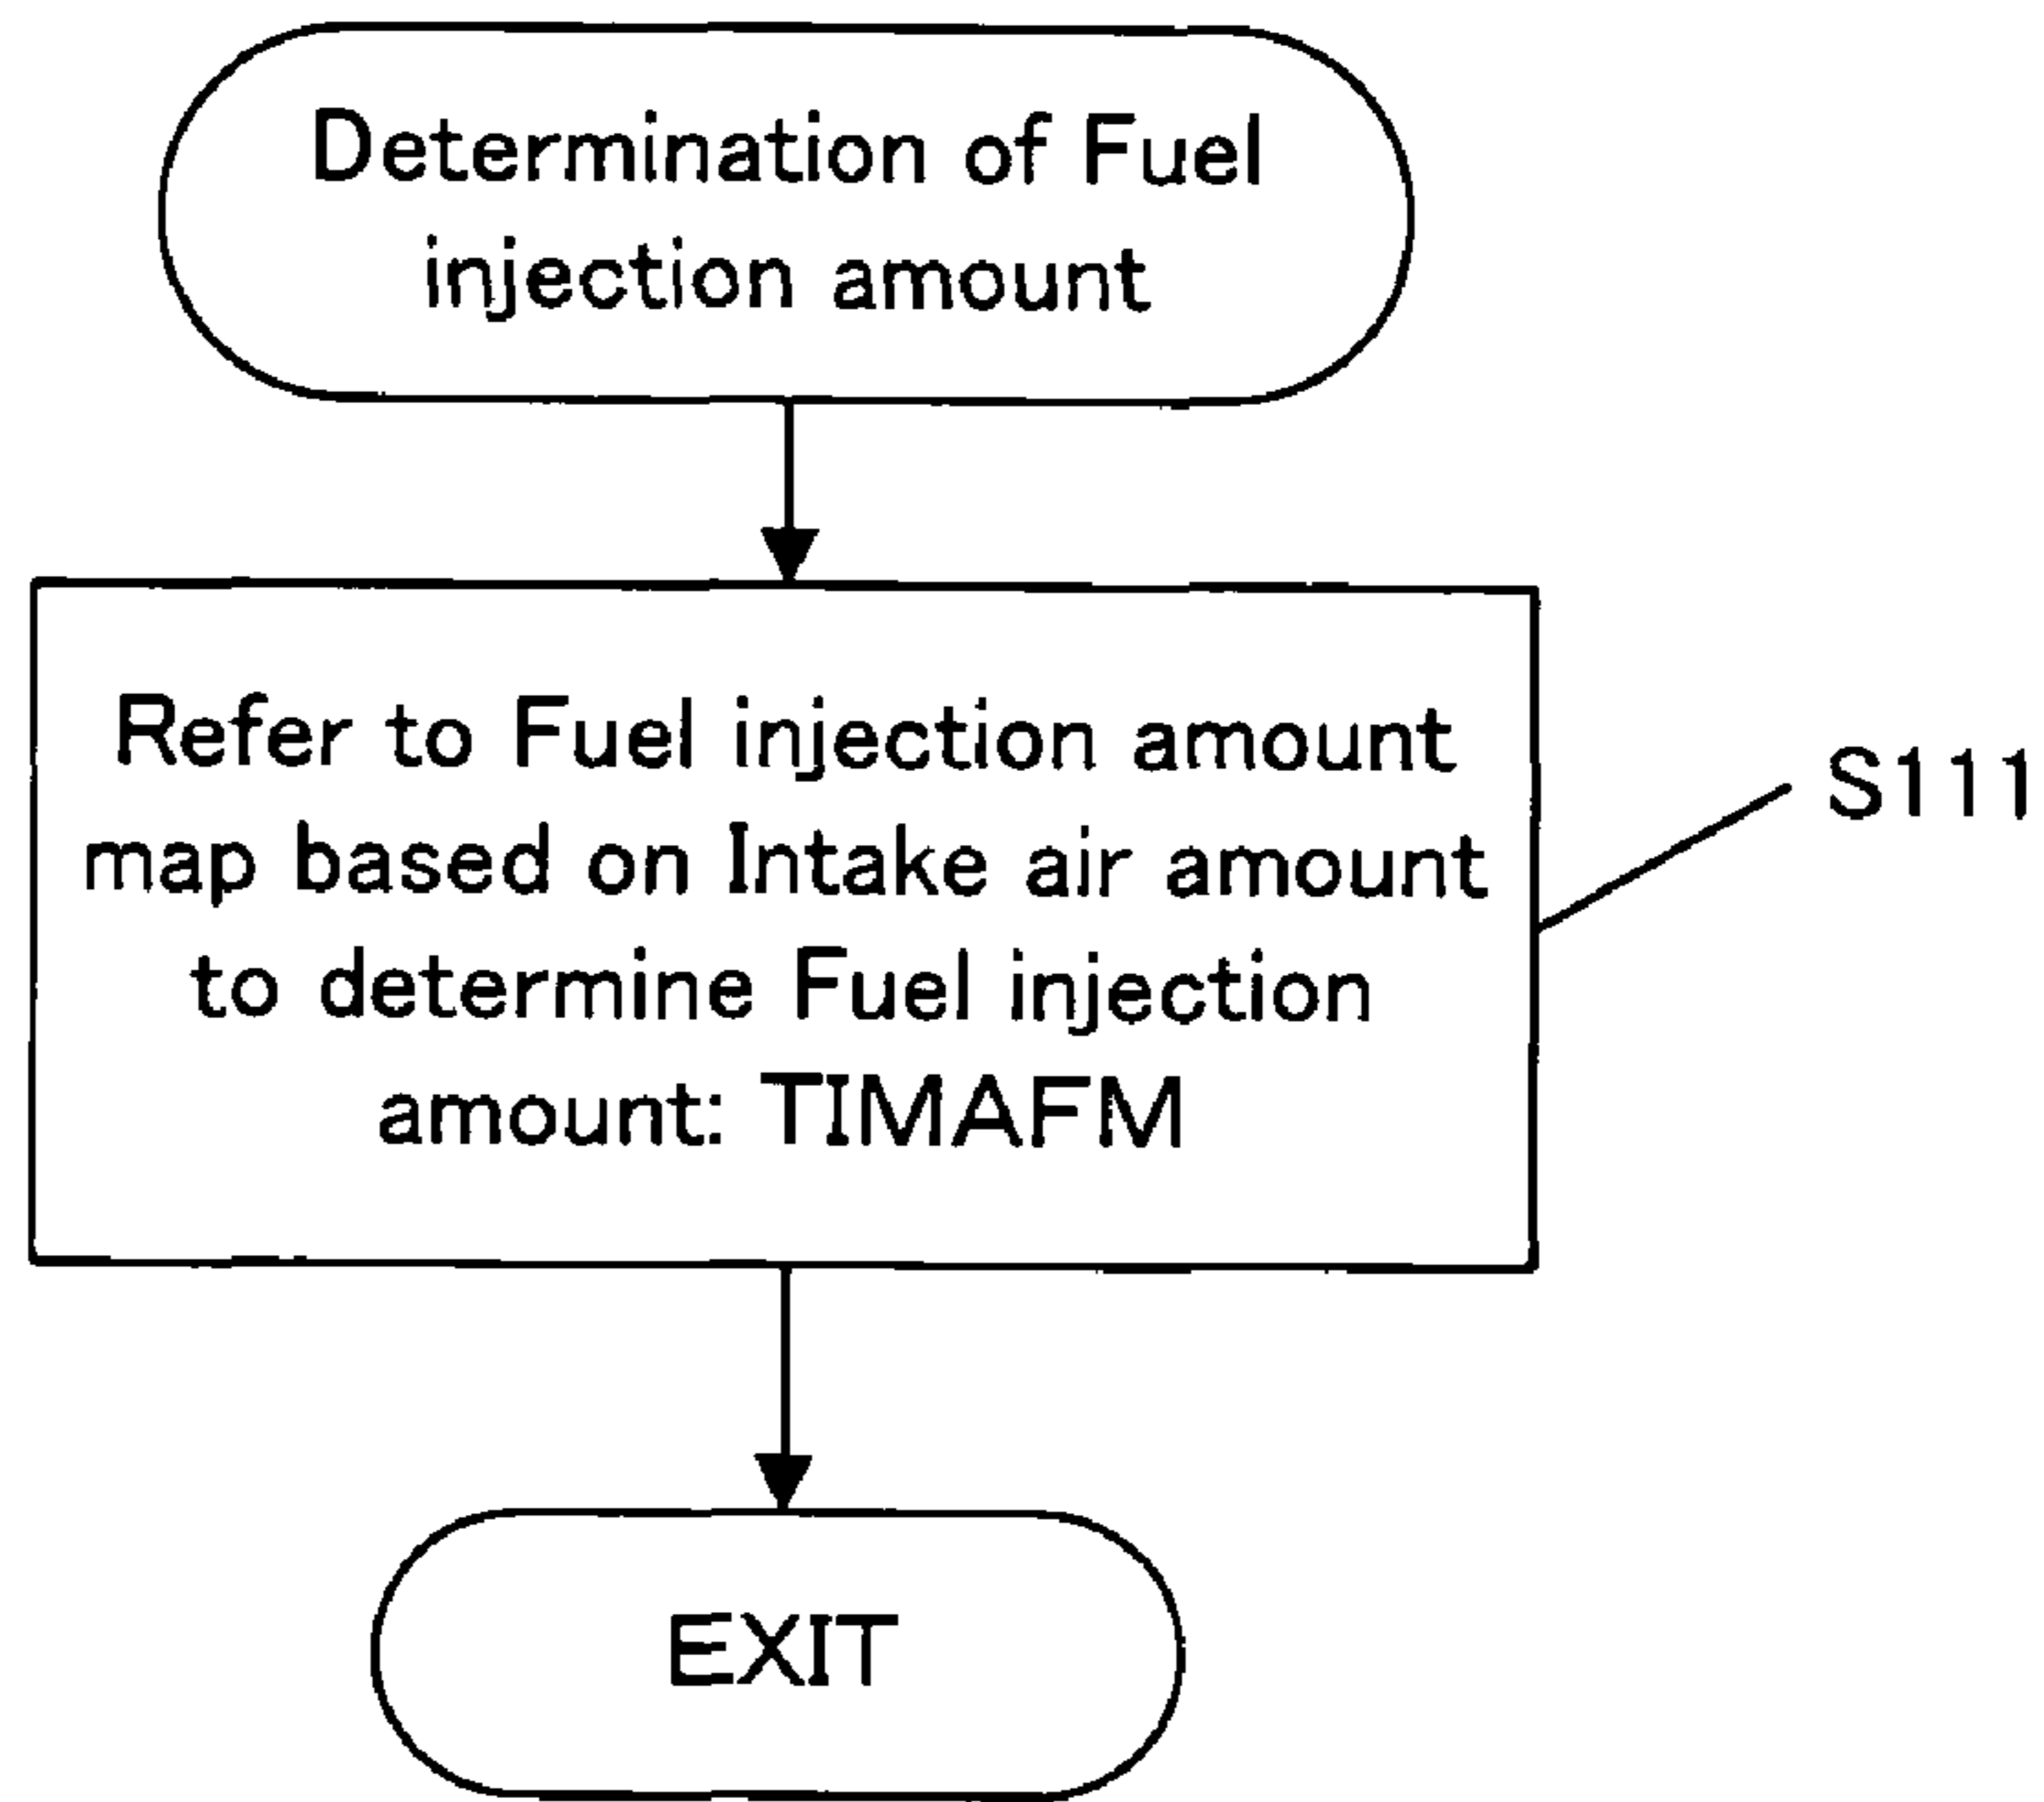 Determination of Fuel
injection amount
Refer to Fuel injection amount
map based on Intake air amount
to determine Fuel injection
amount: TIMAFM
S111
EXIT